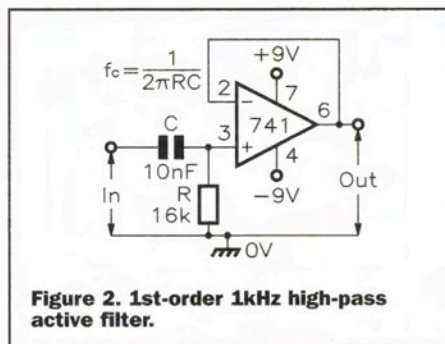 fc=1/2πRC
+9V
2
7
6
741
C
3
4
10nF
In
R
16k
-9V
Out
0V
Figure 2. 1st-order 1kHz high-pass
active filter.